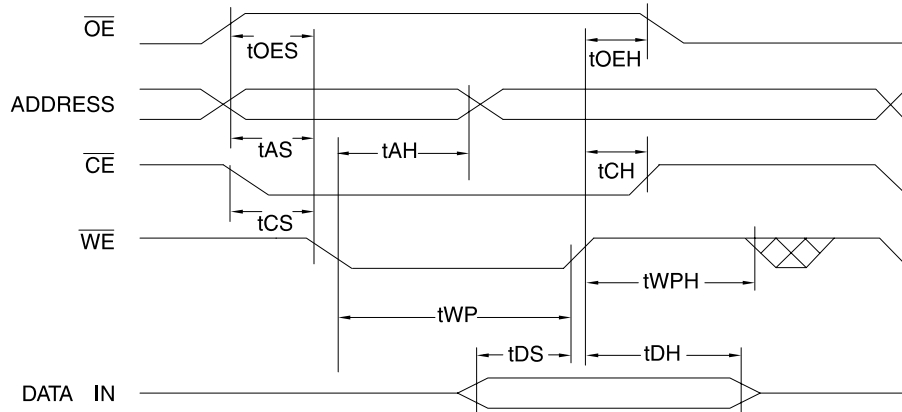 OE
tOES
tOEH
ADDRESS
tAS
tAH
CE
tCH
tCS
WE
tWPH
tWP
tDS
tDH
DATA IN